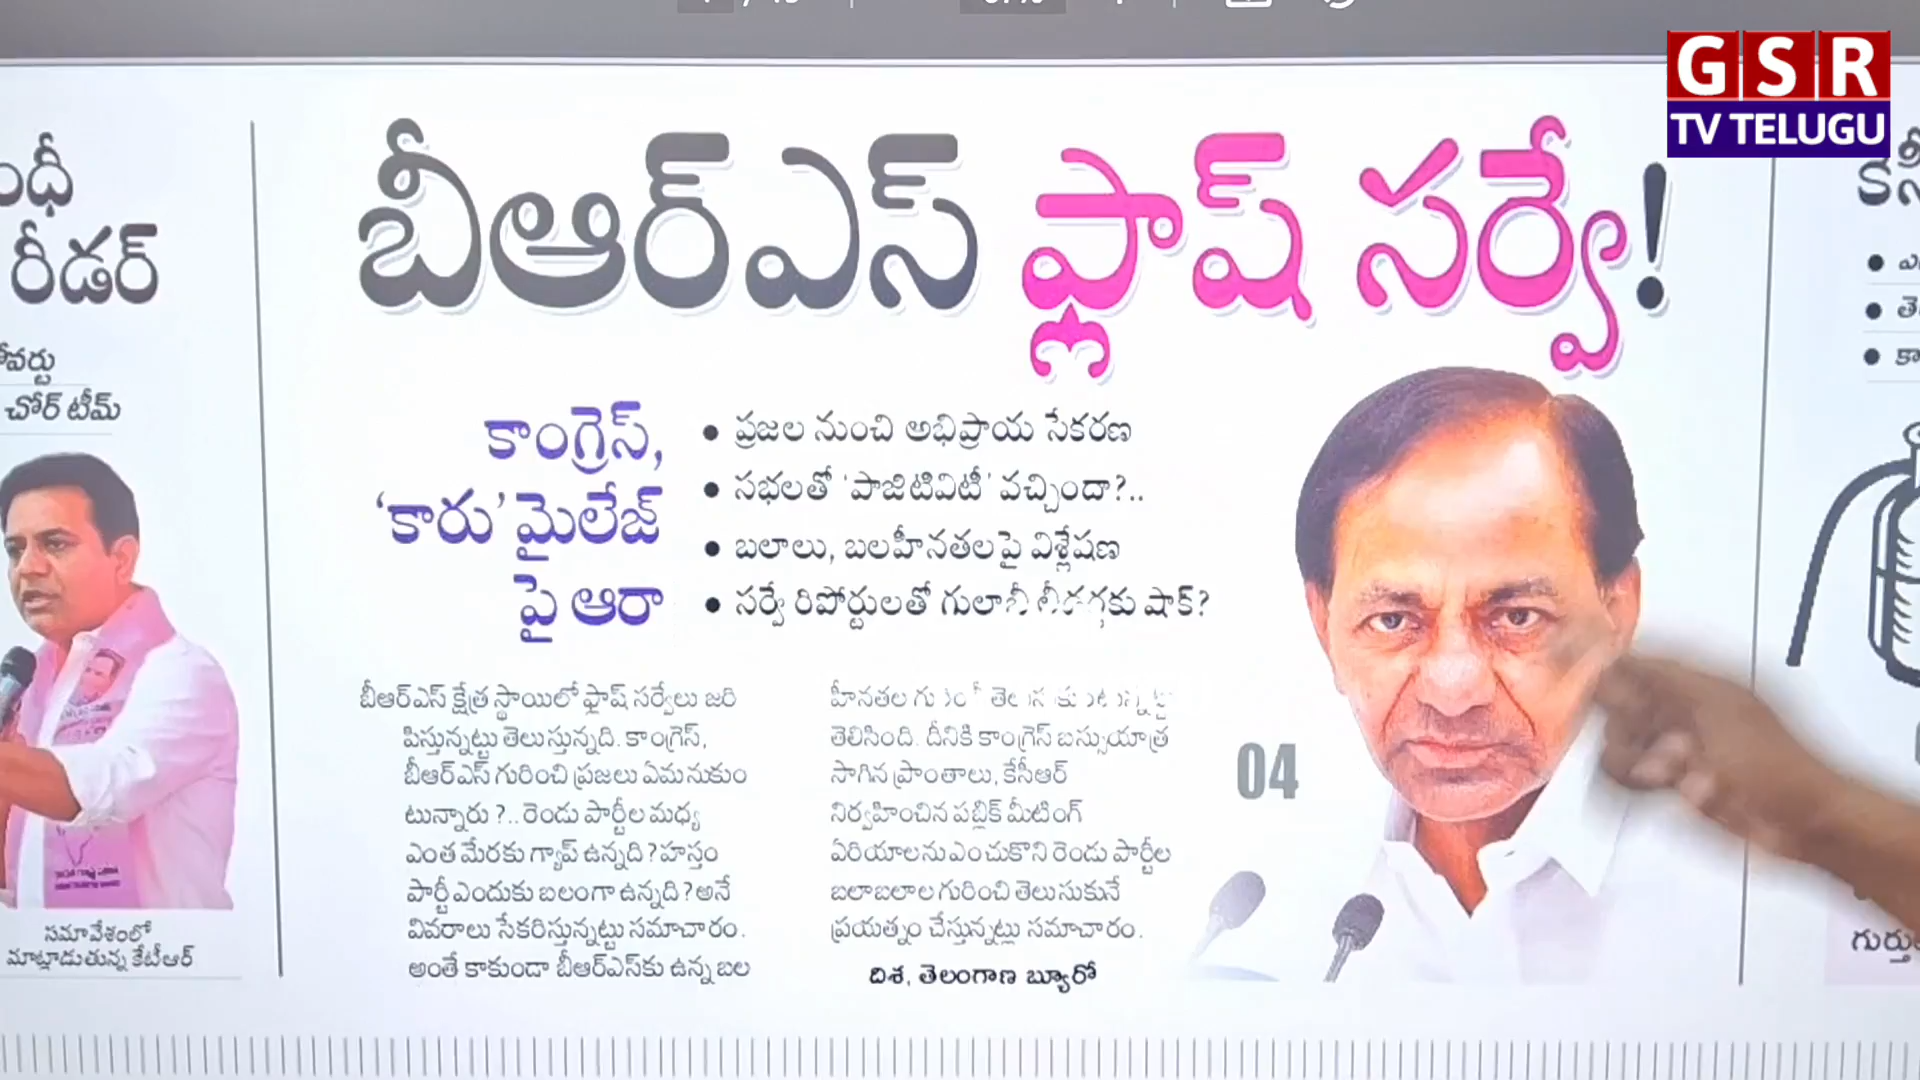 GSR
TV TELUGU
ంధీ
రీడర్
చోర్ టీమ్
సమావేశంలో
మాట్లాడుతున్న కేటీఆర్
బీఆర్ఎస్ ఫ్లాష్ సర్వే!
కాంగ్రెస్,
‘కారు’ మైలేజ్
పై ఆరా
• ప్రజల నుంచి అభిప్రాయ సేకరణ
• సభలతో ‘పాజిటివిటీ’ వచ్చిందా?..
• బలాలు, బలహీనతలపై విశ్లేషణ
• సర్వే రిపోర్టులతో గులాబీ షాక్?
బీఆర్ఎస్ క్షేత్ర స్థాయిలో ఫ్లాష్ సర్వేలు జరి
పిస్తున్నట్టు తెలుస్తున్నది. కాంగ్రెస్,
బీఆర్ఎస్ గురించి ప్రజలు ఏమనుకుం
టున్నారు ?.. రెండు పార్టీల మధ్య
ఎంత మేరకు గ్యాప్ ఉన్నది ? హస్తం
పార్టీ ఎందుకు బలంగా ఉన్నది ? అనే
వివరాలు సేకరిస్తున్నట్టు సమాచారం.
అంతే కాకుండా బీఆర్ఎస్‌కు ఉన్న బల
హీనతల
తెలిసింది. దీనికి కాంగ్రెస్ బస్సుయాత్ర
సాగిన ప్రాంతాలు, కేసీఆర్
నిర్వహించిన పబ్లిక్ మీటింగ్
ఏరియాలను ఎంచుకొని రెండు పార్టీల
బలాబలాల గురించి తెలుసుకునే
ప్రయత్నం చేస్తున్నట్లు సమాచారం.
దిశ, తెలంగాణ బ్యూరో
04